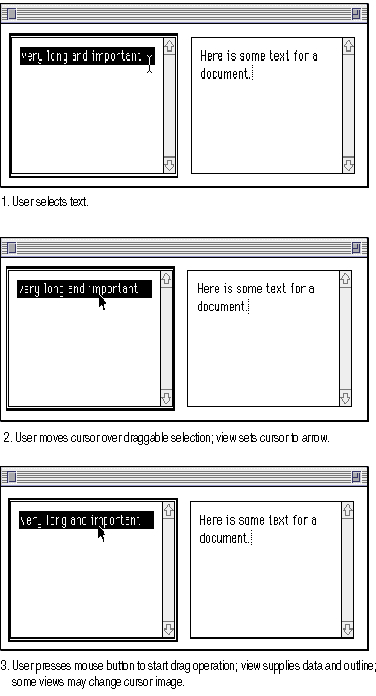 very long and important
Here is some text for a
document.
1. User selects text.
very long and important
Here is some text for a
document.
2. User moves cursor over draggable selection; view sets cursor to arrow.
very long and important
Here is some text for a
document.
3. User presses mouse button to start drag operation; view supplies data and outline;
some views may change cursor image.